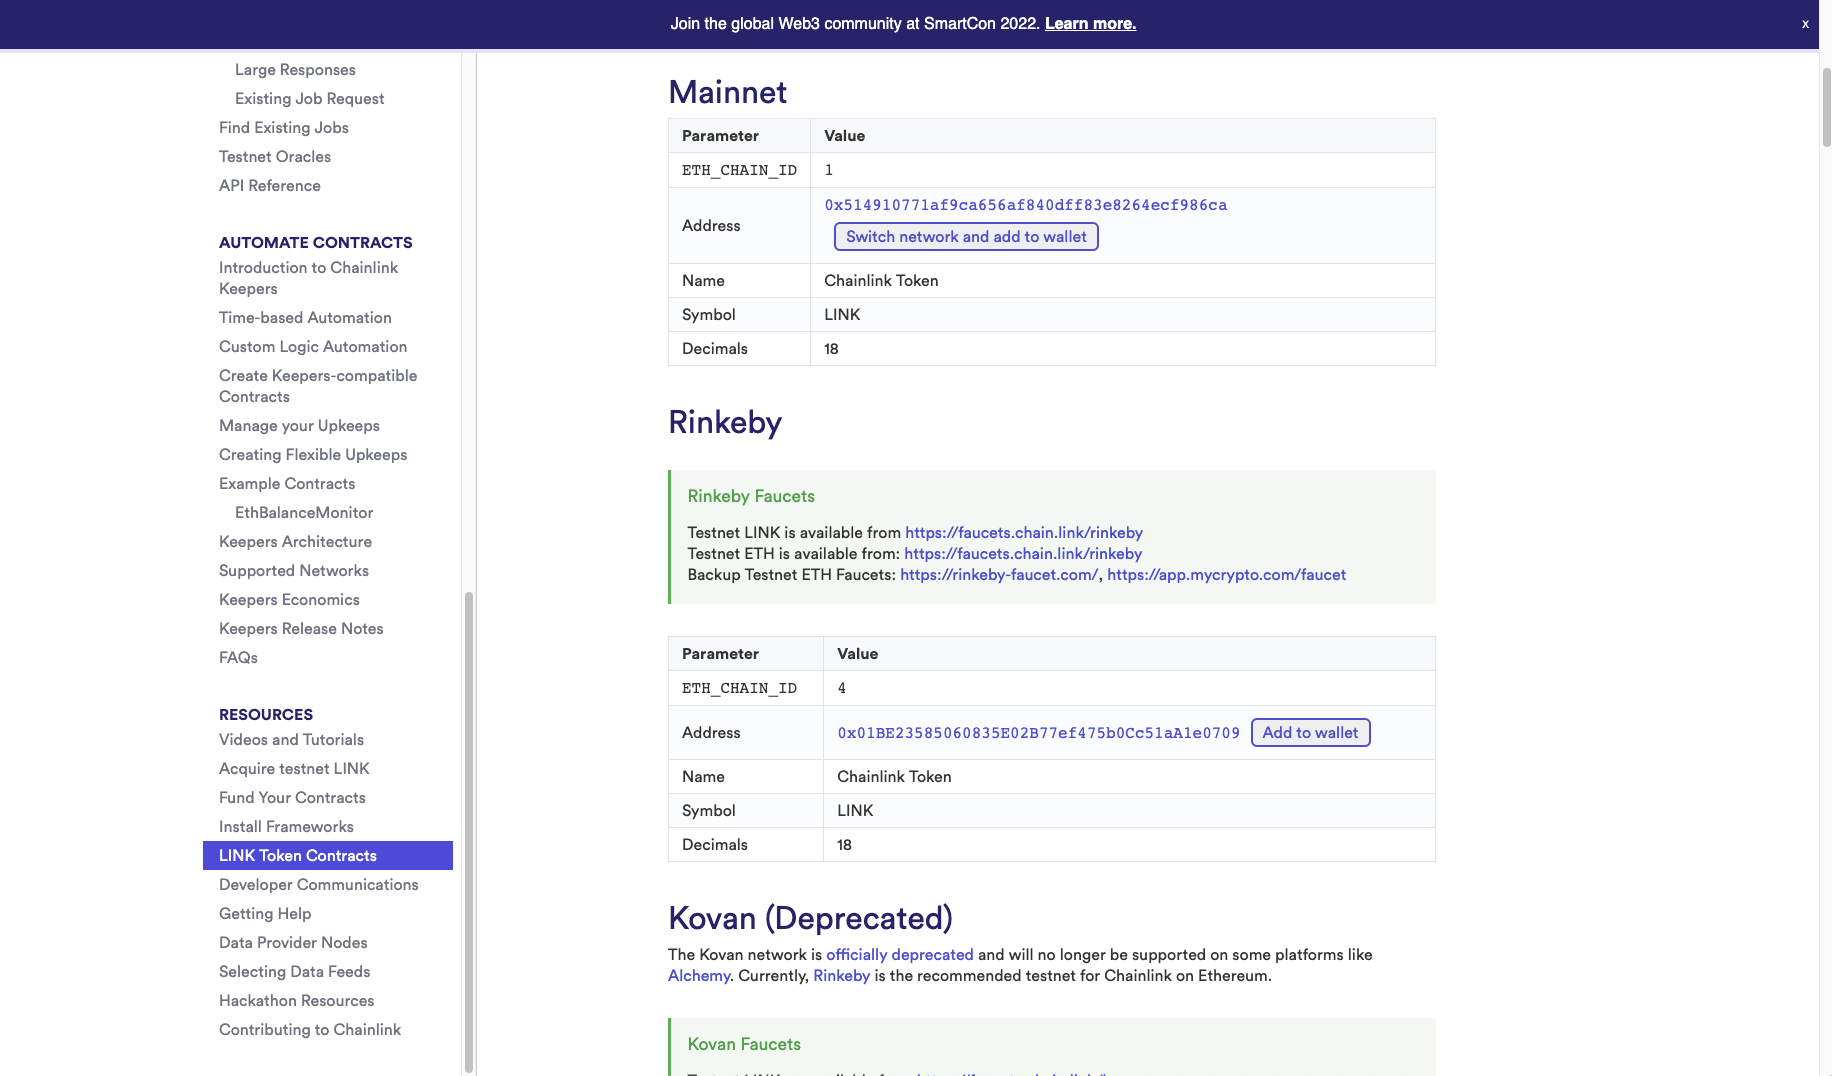 Join the global Web3 community at SmartCon 2022. Learn more.
x
Large Responses
Existing Job Request
Find Existing Jobs
Testnet Oracles
API Reference
AUTOMATE CONTRACTS
Introduction to Chainlink
Keepers
Time-based Automation
Custom Logic Automation
Create Keepers-compatible
Contracts
Manage your Upkeeps
Creating Flexible Upkeeps
Example Contracts
EthBalanceMonitor
Keepers Architecture
Supported Networks
Keepers Economics
Keepers Release Notes
FAQs
RESOURCES
Videos and Tutorials
Acquire testnet LINK
Fund Your Contracts
Install Frameworks
LINK Token Contracts
Developer Communications
Getting Help
Data Provider Nodes
Selecting Data Feeds
Hackathon Resources
Contributing to Chainlink
Mainnet
Parameter Value
ETH_CHAIN_ID 1
Address 0x514910771af9ca656af840dff83e8264ecf986ca
Switch network and add to wallet
Name Chainlink Token
Symbol LINK
Decimals 18
Rinkeby
Rinkeby Faucets
Testnet LINK is available from https://faucets.chain.link/rinkeby
Testnet ETH is available from: https://faucets.chain.link/rinkeby
Backup Testnet ETH Faucets: https://rinkeby-faucet.com/, https://app.mycrypto.com/faucet
Parameter Value
ETH_CHAIN_ID 4
Address 0x01BE23585060835E02B77ef475b0Cc51aA1e0709 Add to wallet
Name Chainlink Token
Symbol LINK
Decimals 18
Kovan (Deprecated)
The Kovan network is officially deprecated and will no longer be supported on some platforms like
Alchemy. Currently, Rinkeby is the recommended testnet for Chainlink on Ethereum.
Kovan Faucets